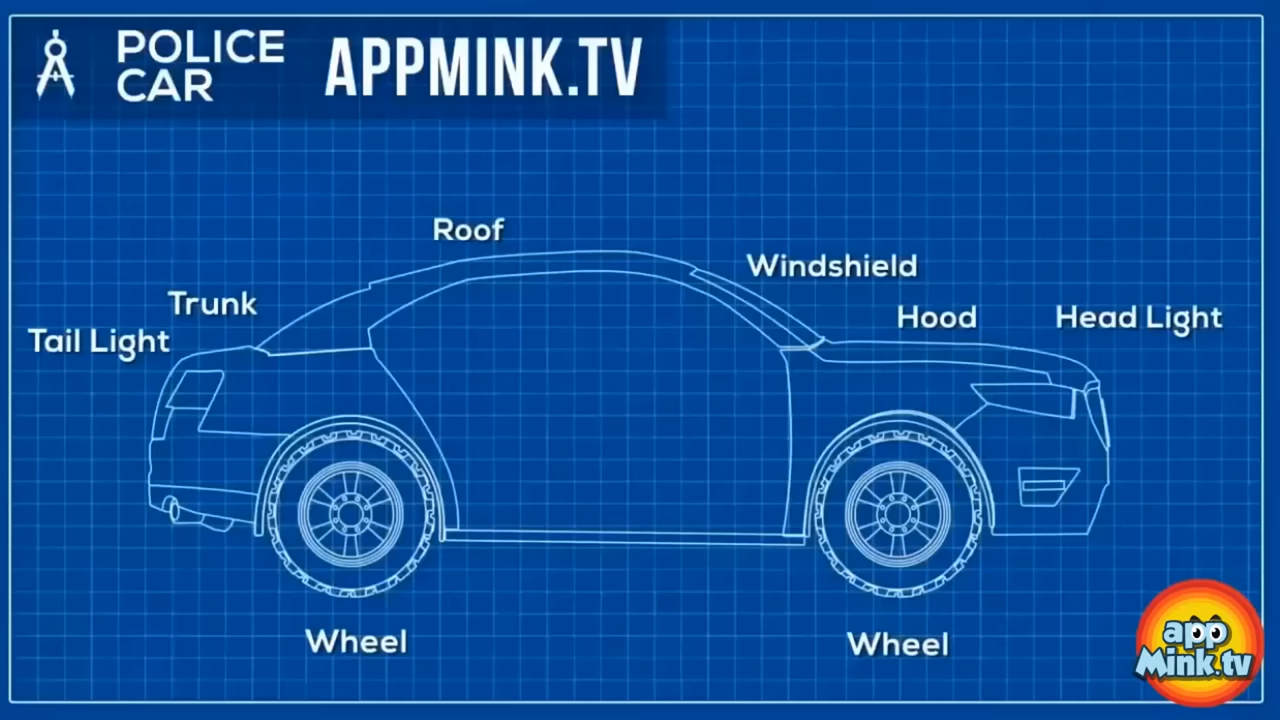 POLICE
CAR
APPMINK.TV
Roof
Windshield
Trunk
Hood
Head Light
Tail Light
Wheel
Wheel
app
Mink.tv